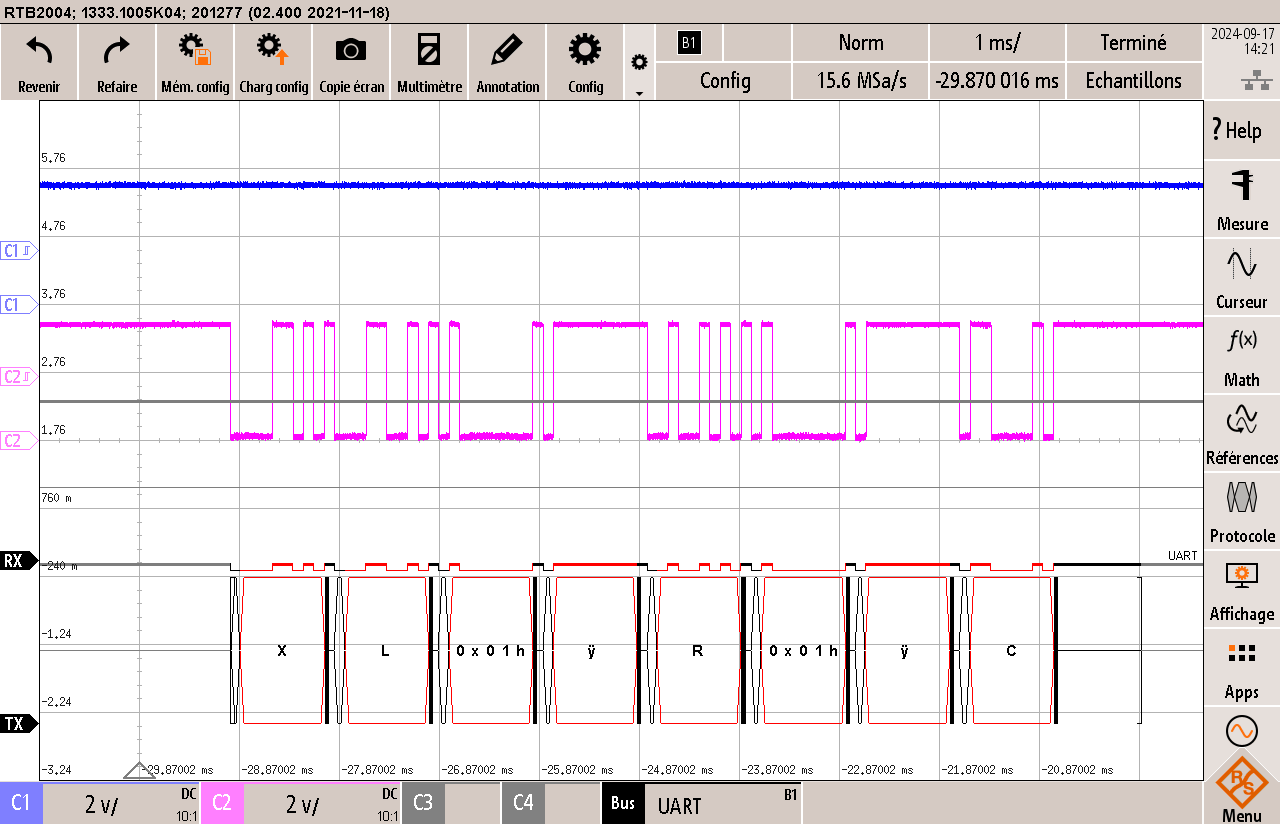 RTB2004; 1333.1005K04; 201277 (02.400 2021-11-18)
Revenir
Refaire
Mém. config
Charg config
Copie écran
Multimètre
Annotation
Config
B1
Config
Norm
15.6 MSa/s
1 ms/
-29.870 016 ms
Terminé
Echantillons
2024-09-17
14:21
? Help
Mesure
Curseur
f(x)
Math
Références
Protocole
Affichage
Apps
R&S
Menu
5.76
4.76
3.76
2.76
1.76
760 m
-240 m
-1.24
-2.24
-3.24
C1
C1
C2
C2
RX
TX
UART
X
L
0x01h
ÿ
R
0x01h
ÿ
C
-29.87002 ms
-28.87002 ms
-27.87002 ms
-26.87002 ms
-25.87002 ms
-24.87002 ms
-23.87002 ms
-22.87002 ms
-21.87002 ms
-20.87002 ms
C1
2 V/
DC
10:1
C2
2 V/
DC
10:1
C3
C4
Bus
UART
B1